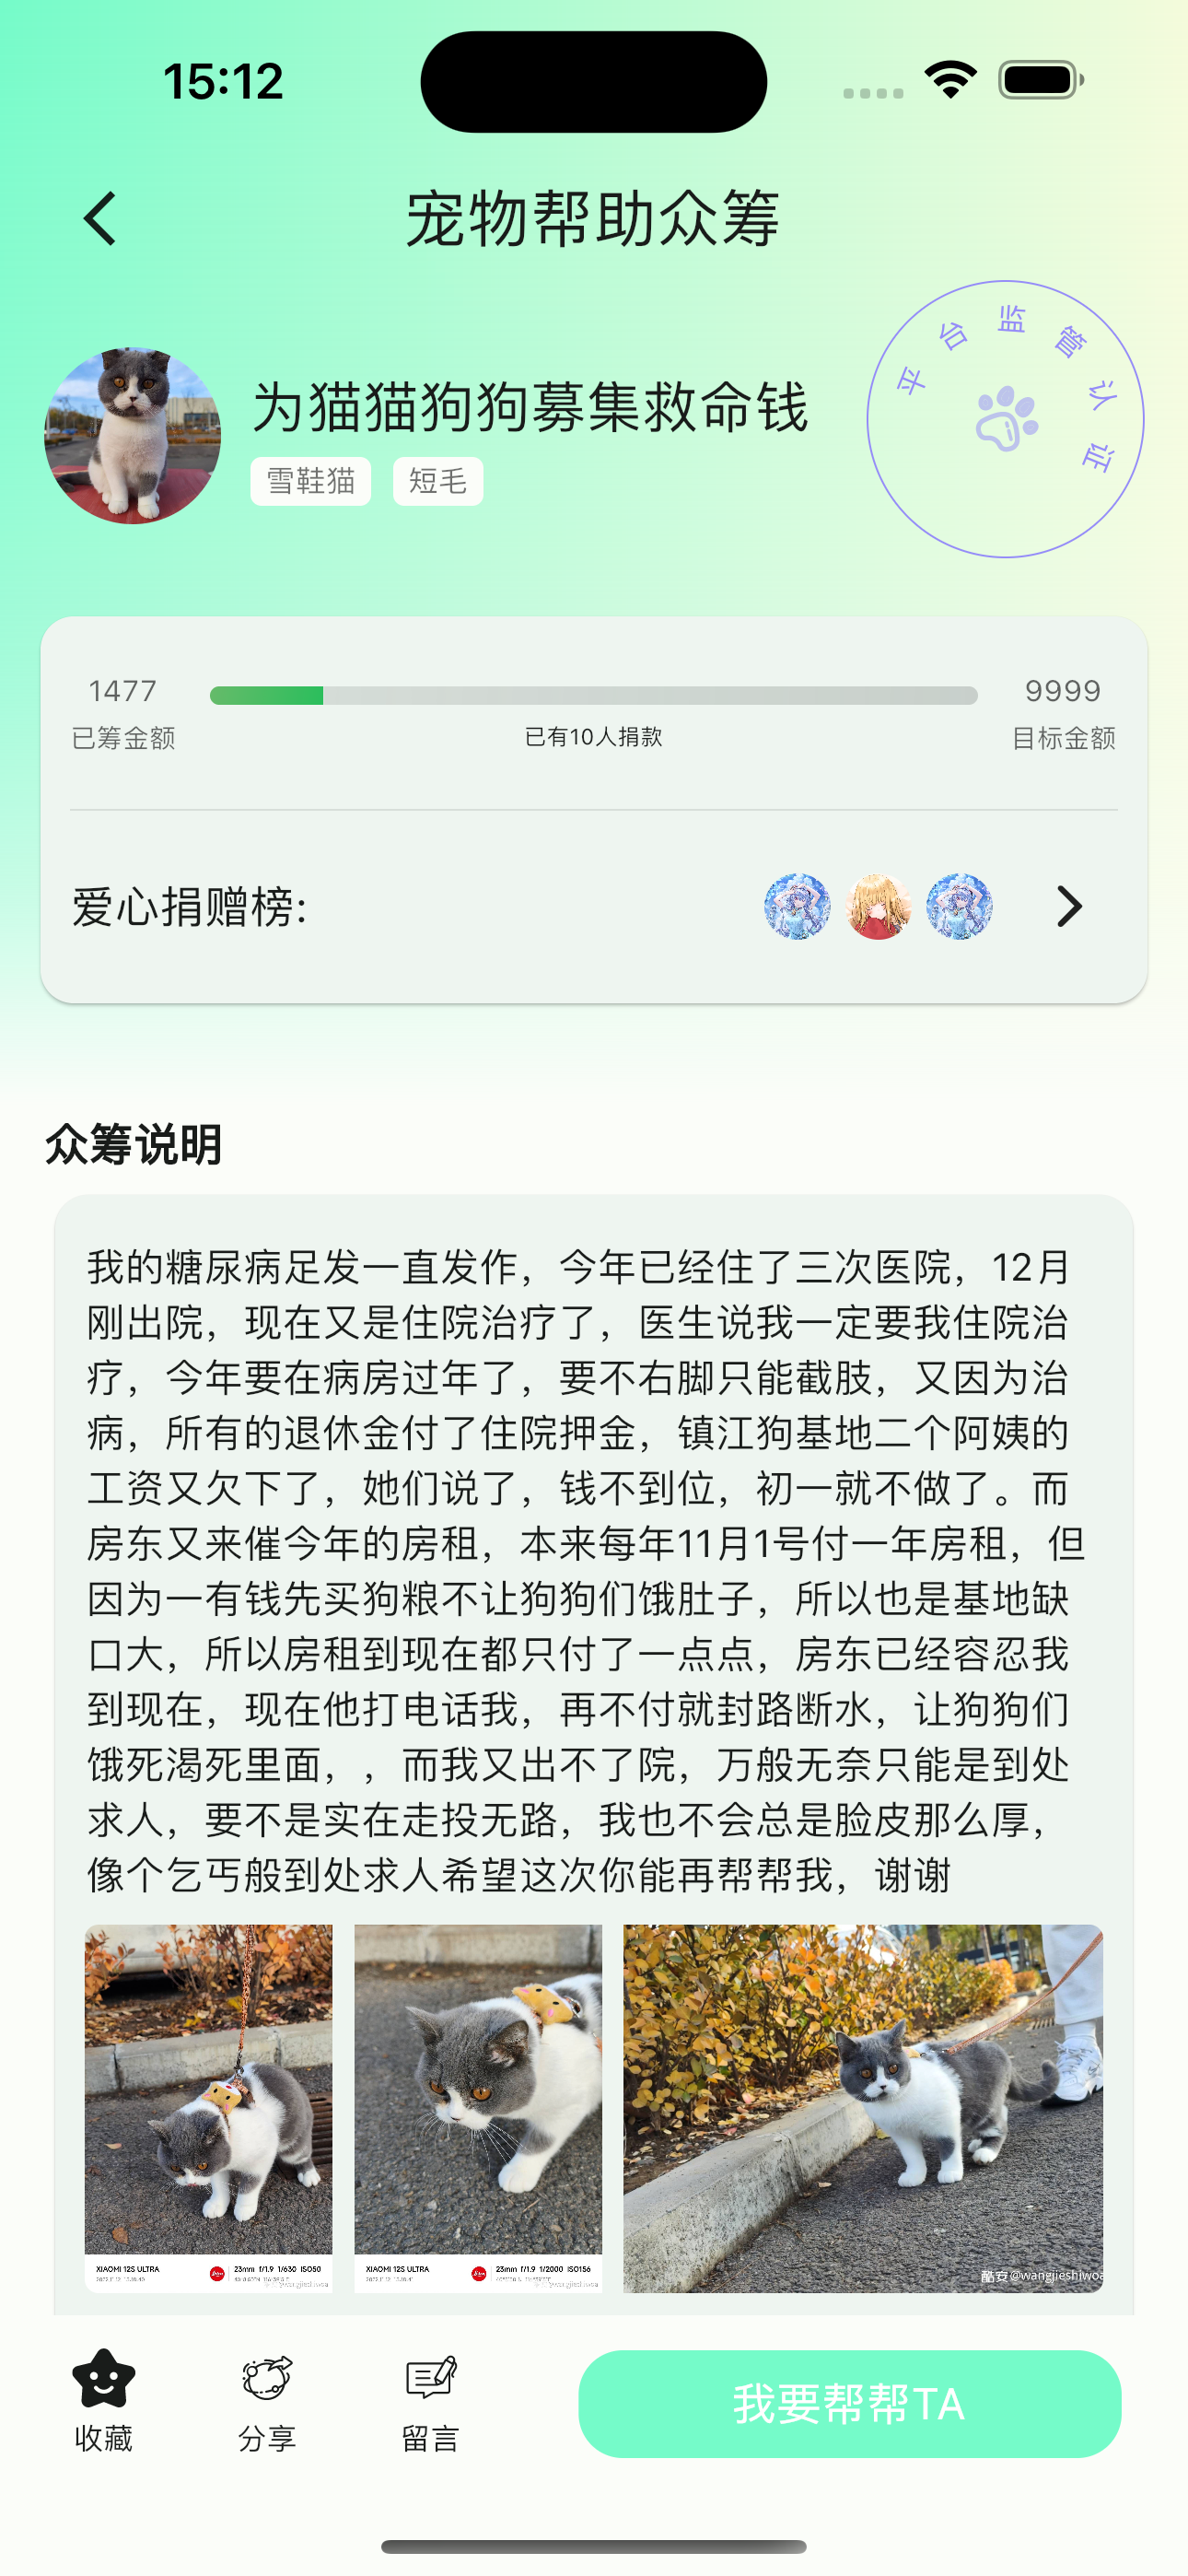 15:12
宠物帮助众筹
平台监管认证
为猫猫狗狗募集救命钱
雪鞋猫 短毛
1477 9999
已筹金额 已有10人捐款 目标金额
爱心捐赠榜:
众筹说明
我的糖尿病足发一直发作，今年已经住了三次医院，12月
刚出院，现在又是住院治疗了，医生说我一定要我住院治
疗，今年要在病房过年了，要不右脚只能截肢，又因为治
病，所有的退休金付了住院押金，镇江狗基地二个阿姨的
工资又欠下了，她们说了，钱不到位，初一就不做了。而
房东又来催今年的房租，本来每年11月1号付一年房租，但
因为一有钱先买狗粮不让狗狗们饿肚子，所以也是基地缺
口大，所以房租到现在都只付了一点点，房东已经容忍我
到现在，现在他打电话我，再不付就封路断水，让狗狗们
饿死渴死里面，，而我又出不了院，万般无奈只能是到处
求人，要不是实在走投无路，我也不会总是脸皮那么厚，
像个乞丐般到处求人希望这次你能再帮帮我，谢谢
XIAOMI 12S ULTRA 23mm f/1.9 1/630 ISO50
XIAOMI 12S ULTRA 23mm f/1.9 1/2000 ISO156
酷安@wangjieshiwoa
收藏 分享 留言 我要帮帮TA